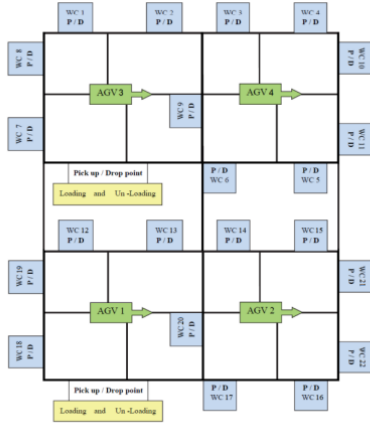 WC 1
P / D
WC 2
P / D
WC 3
P / D
WC 4
P / D
WC 8
P / D
WC 10
P / D
AGV 3
AGV 4
WC 9
P / D
WC 7
P / D
WC 11
P / D
Pick up / Drop point
Loading and Un -Loading
P / D
WC 6
P / D
WC 5
WC 12
P / D
WC 13
P / D
WC 14
P / D
WC 15
P / D
WC 19
P / D
WC 21
P / D
AGV 1
AGV 2
WC 20
P / D
WC 18
P / D
WC 22
P / D
Pick up / Drop point
Loading and Un -Loading
P / D
WC 17
P / D
WC 16